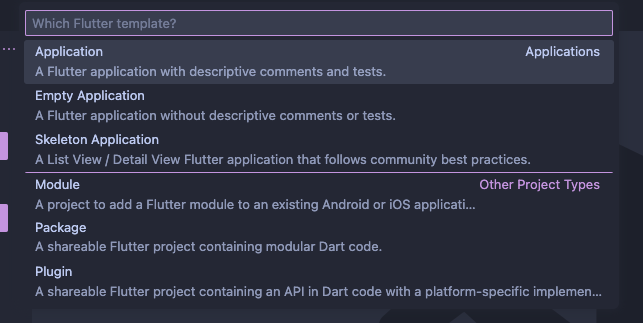 Which Flutter template?
Application Applications
A Flutter application with descriptive comments and tests.
Empty Application
A Flutter application without descriptive comments or tests.
Skeleton Application
A List View / Detail View Flutter application that follows community best practices.
Module Other Project Types
A project to add a Flutter module to an existing Android or iOS applicati...
Package
A shareable Flutter project containing modular Dart code.
Plugin
A shareable Flutter project containing an API in Dart code with a platform-specific implemen...